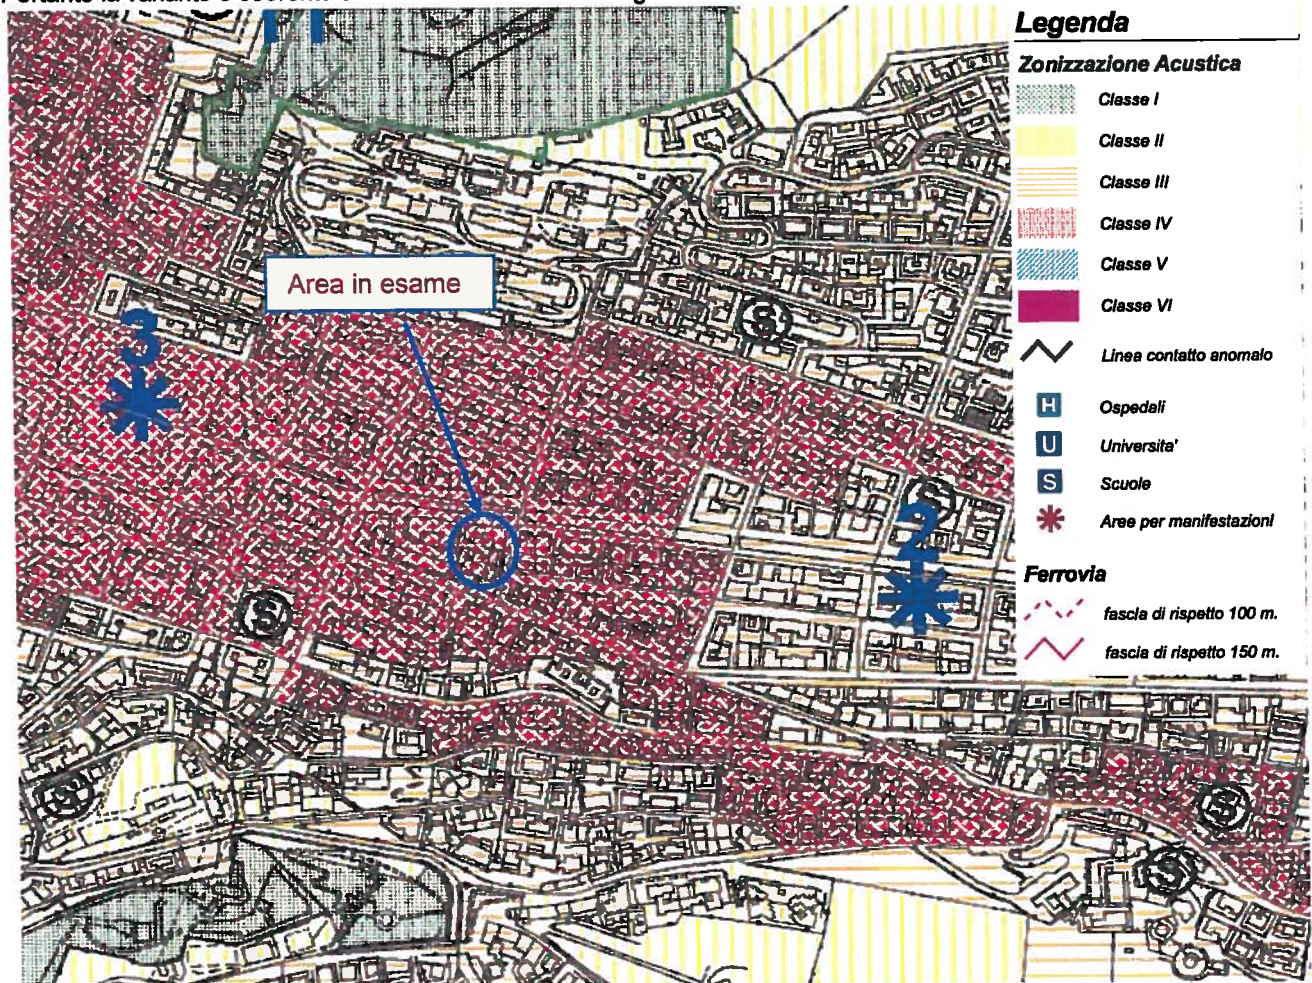 Legenda
Zonizzazione Acustica
Classe I
Classe II
Classe III
Classe IV
Classe V
Classe VI
Linea contatto anomalo
H Ospedali
U Universita'
S Scuole
Aree per manifestazioni
Ferrovia
fascia di rispetto 100 m.
fascia di rispetto 150 m.
Area in esame
S
3
S
2
S
S
S
S